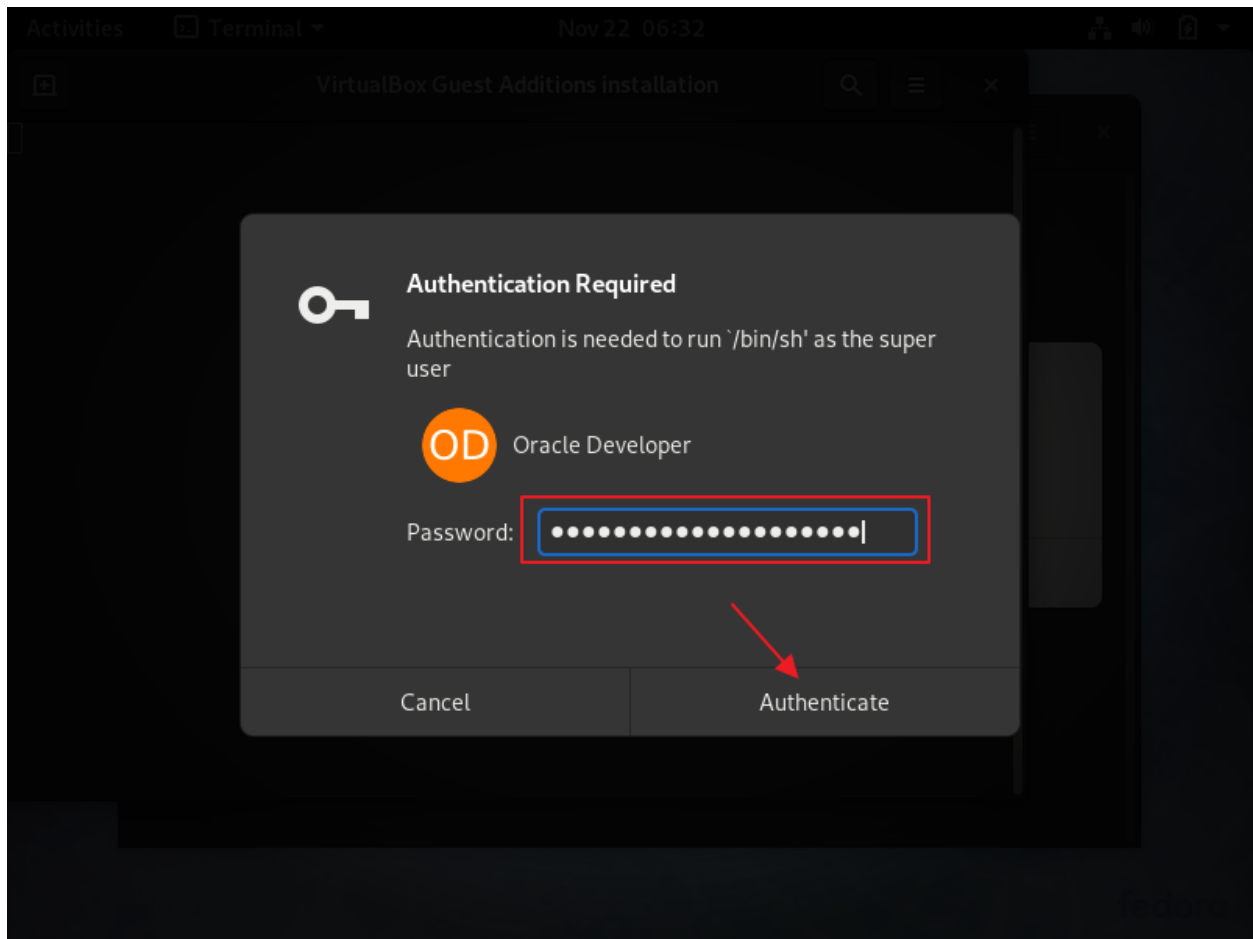 Activities Terminal Nov 22 06:32
VirtualBox Guest Additions installation
Authentication Required
Authentication is needed to run `/bin/sh' as the super
user
OD Oracle Developer
Password: ●●●●●●●●●●●●●●●●●●●●
Cancel Authenticate
fedora